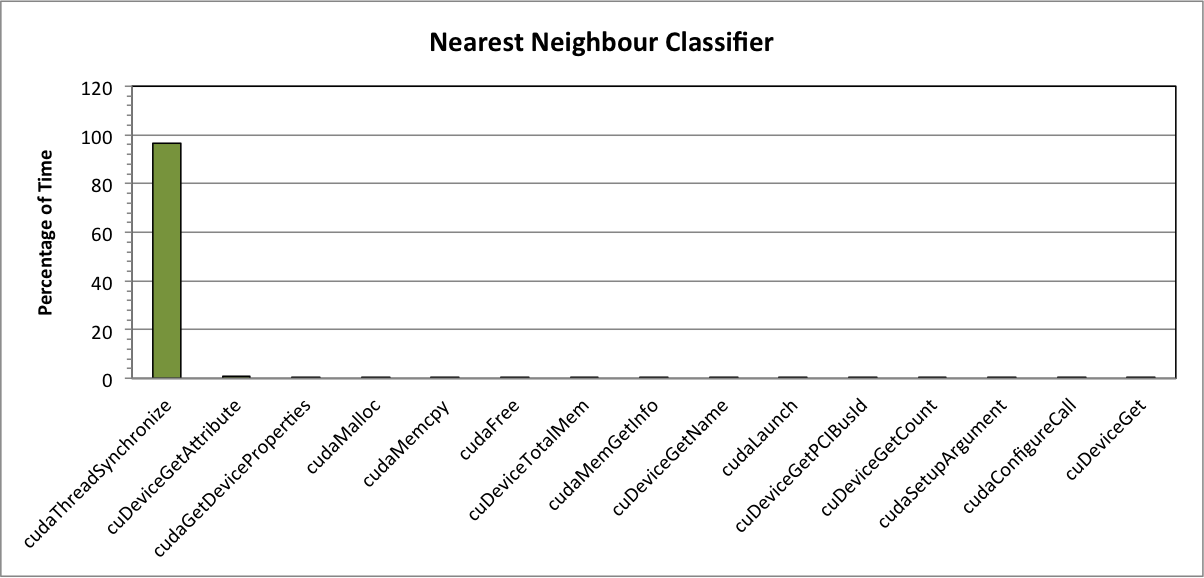 Nearest Neighbour Classifier
120
100
80
60
40
20
0
Percentage of Time
cudaThreadSynchronize
cuDeviceGetAttribute
cudaGetDeviceProperties
cudaMalloc
cudaMemcpy
cudaFree
cuDeviceTotalMem
cudaMemGetInfo
cuDeviceGetName
cudaLaunch
cuDeviceGetPCIBusId
cuDeviceGetCount
cudaSetupArgument
cudaConfigureCall
cuDeviceGet